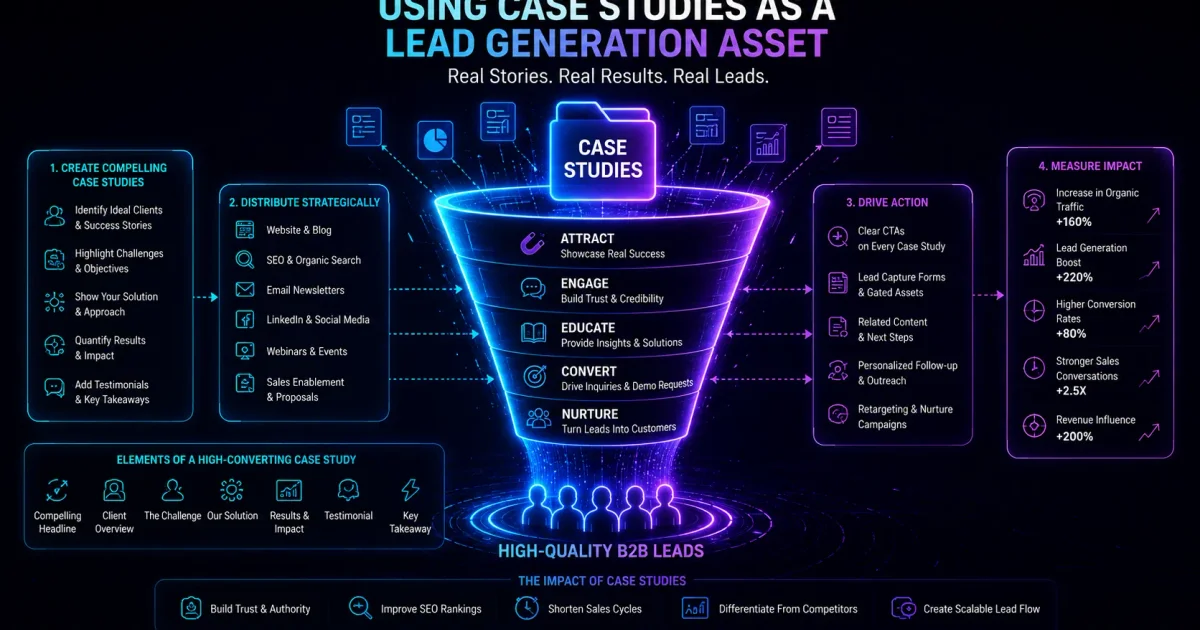 USING CASE STUDIES AS A
LEAD GENERATION ASSET
Real Stories. Real Results. Real Leads.
CASE
STUDIES
1. CREATE COMPELLING
CASE STUDIES
Identify Ideal Clients
& Success Stories
Highlight Challenges
& Objectives
Show Your Solution
& Approach
Quantify Results
& Impact
Add Testimonials
& Key Takeaways
2. DISTRIBUTE STRATEGICALLY
Website & Blog
SEO & Organic Search
Email Newsletters
LinkedIn & Social Media
Webinars & Events
Sales Enablement
& Proposals
ATTRACT
Showcase Real Success
ENGAGE
Build Trust & Credibility
EDUCATE
Provide Insights & Solutions
CONVERT
Drive Inquiries & Demo Requests
NURTURE
Turn Leads Into Customers
3. DRIVE ACTION
Clear CTAs
on Every Case Study
Lead Capture Forms
& Gated Assets
Related Content
& Next Steps
Personalized Follow-up
& Outreach
Retargeting & Nurture
Campaigns
4. MEASURE IMPACT
Increase in Organic
Traffic
+160%
Lead Generation
Boost
+220%
Higher Conversion
Rates
+80%
Stronger Sales
Conversations
+2.5X
Revenue Influence
+200%
ELEMENTS OF A HIGH-CONVERTING CASE STUDY
Compelling
Headline
Client
Overview
The Challenge
Our Solution
Results &
Impact
Testimonial
Key
Takeaway
HIGH-QUALITY B2B LEADS
THE IMPACT OF CASE STUDIES
Build Trust & Authority
Improve SEO Rankings
Shorten Sales Cycles
Differentiate From Competitors
Create Scalable Lead Flow